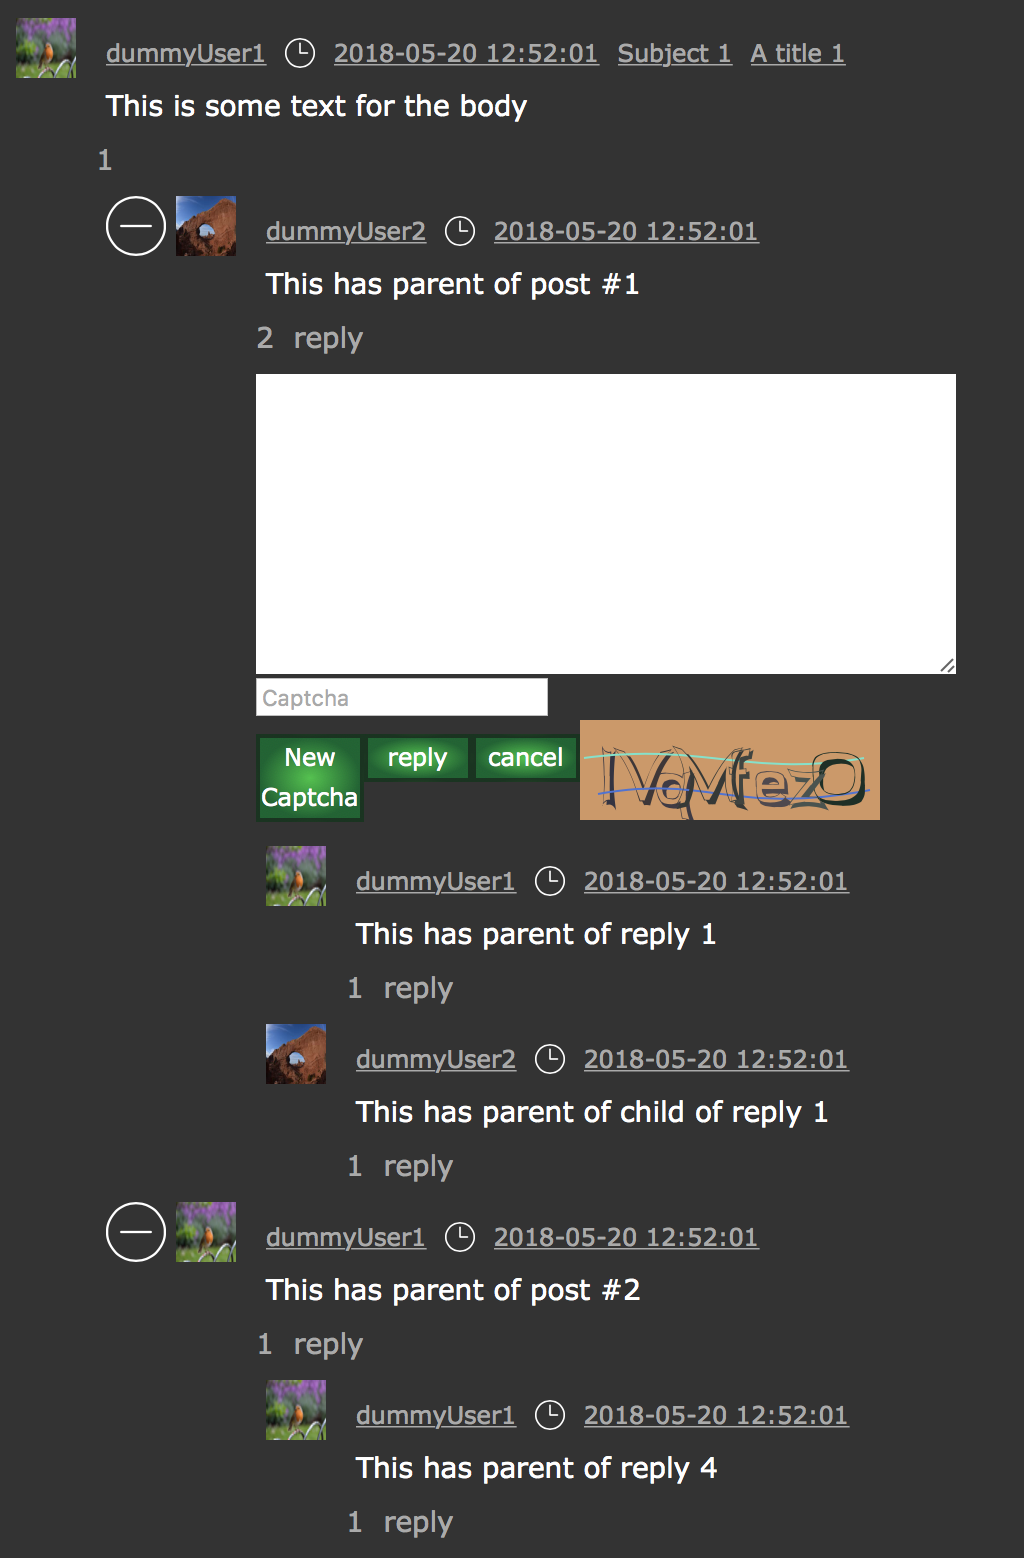 dummyUser1 2018-05-20 12:52:01 Subject 1 A title 1
This is some text for the body
1
dummyUser2 2018-05-20 12:52:01
This has parent of post #1
2 reply
Captcha
New reply cancel
Captcha
dummyUser1 2018-05-20 12:52:01
This has parent of reply 1
1 reply
dummyUser2 2018-05-20 12:52:01
This has parent of child of reply 1
1 reply
dummyUser1 2018-05-20 12:52:01
This has parent of post #2
1 reply
dummyUser1 2018-05-20 12:52:01
This has parent of reply 4
1 reply